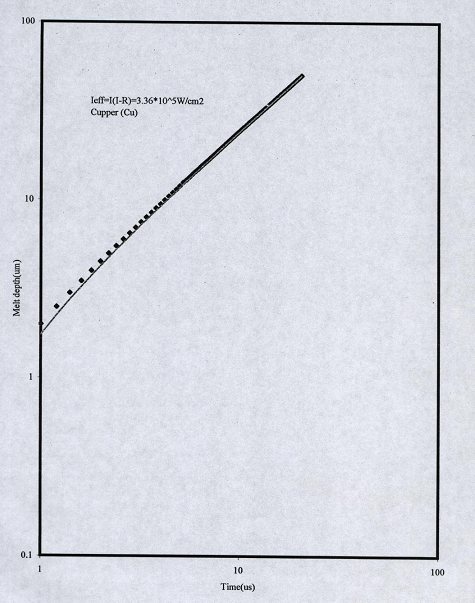 100
Ieff=I(I-R)=3.36*10^5W/cm2
Cupper (Cu)
10
Melt depth(um)
1
0.1
1
10
100
Time(us)